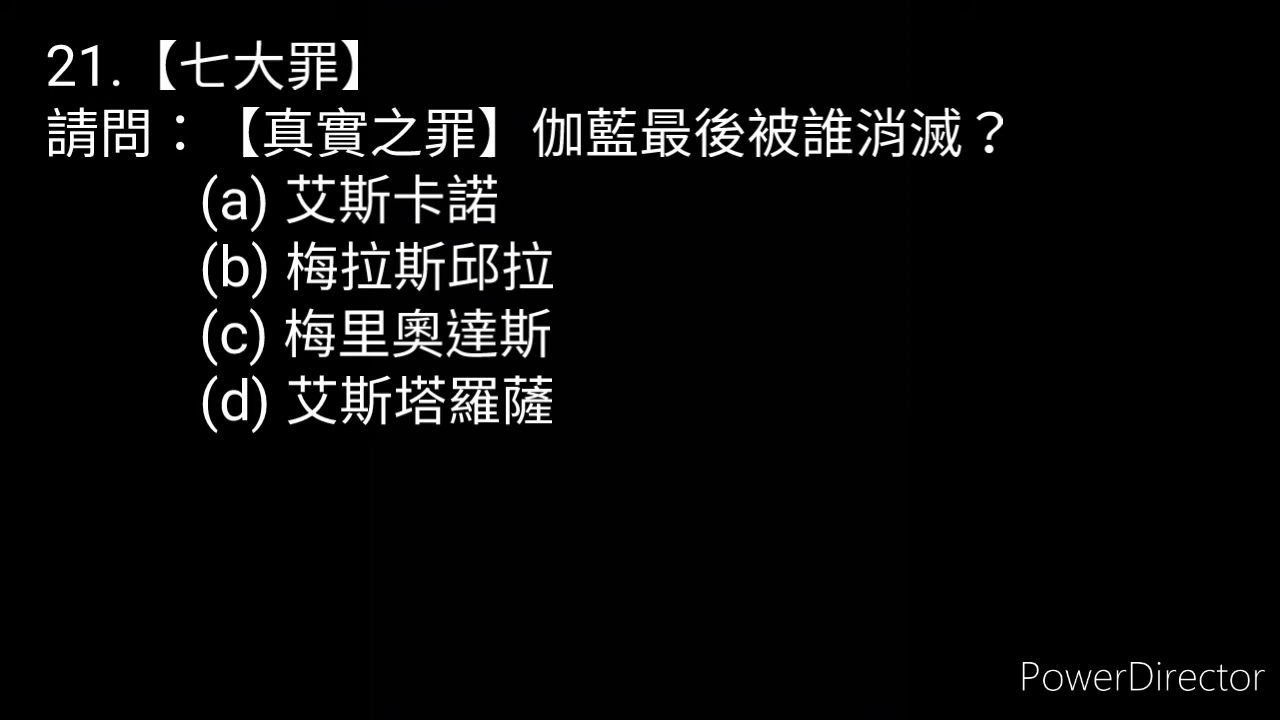 21.【七大罪】
請問：【真實之罪】伽藍最後被誰消滅？
(a) 艾斯卡諾
(b) 梅拉斯邱拉
(c) 梅里奧達斯
(d) 艾斯塔羅薩
PowerDirector